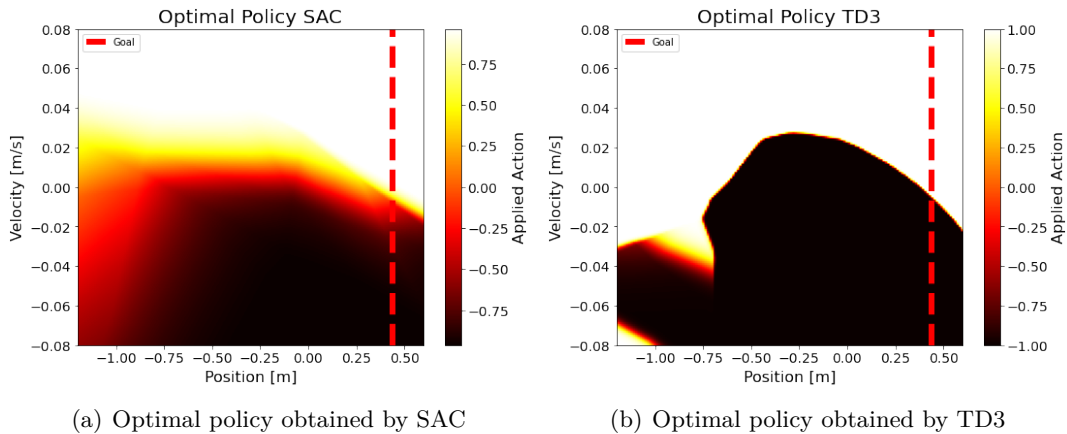 Optimal Policy SAC
Goal
0.08
0.06
0.04
0.02
0.00
−0.02
−0.04
−0.06
−0.08
Velocity [m/s]
−1.00 −0.75 −0.50 −0.25 0.00 0.25 0.50
Position [m]
0.75
0.50
0.25
0.00
−0.25
−0.50
−0.75
Applied Action
(a) Optimal policy obtained by SAC
Optimal Policy TD3
Goal
0.08
0.06
0.04
0.02
0.00
−0.02
−0.04
−0.06
−0.08
Velocity [m/s]
−1.00 −0.75 −0.50 −0.25 0.00 0.25 0.50
Position [m]
1.00
0.75
0.50
0.25
0.00
−0.25
−0.50
−0.75
−1.00
Applied Action
(b) Optimal policy obtained by TD3